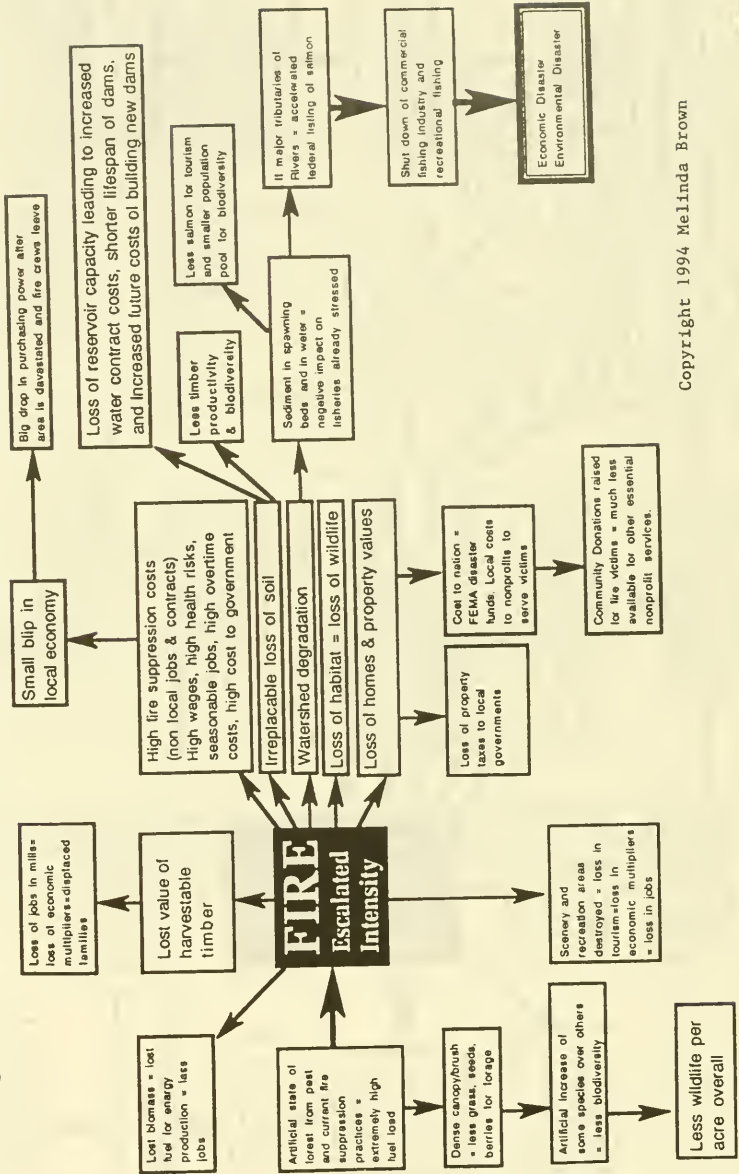 Big drop in purchasing power after
area is davastated and fire crews leave
Small blip in
local economy
Loss of reservoir capacity leading to increased
water contract costs, shorter lifespan of dams,
and Increased future costs of building new dams
Loss of jobs in mills=
loss of economic
multipliers=displaced
families
Less salmon for tourism
and smaller population
pool for biodiversity
Less timber
productivity
& biodiversity
Lost value of
harvestable
timber
High fire suppression costs
(non local jobs & contracts)
High wages, high health risks,
seasonable jobs, high overtime
costs, high cost to government
Irreplacable loss of soil
Watershed degradation
Loss of habitat = loss of wildlife
Loss of homes & property values
Sediment in spawning
beds and in water =
negative impact on
fisheries already stressed
If major tributaries of
Rivers = accelerated
federal listing of salmon
Shut down of commercial
fishing industry and
recreational fishing
Economic Disaster
Environmental Disaster
Lost biomass = lost
fuel for energy
production = less
jobs
FIRE
Escalated
Intensity
Artificial state of
forest from past
and current fire
suppression
practices =
extremely high
fuel load
Dense canopy/brush
= less grass, seeds,
berries for forage
Artificial Increase of
some species over others
= less biodiversity
Less wildlife per
acre overall
Scenery and
recreation areas
destroyed = loss in
tourism=loss in
economic multipliers
= loss in jobs
Loss of property
taxes to local
governments
Cost to nation =
FEMA disaster
funds. Local costs
to nonprofits to
serve victims
Community Donations raised
for fire victims = much less
available for other essential
nonprofit services.
Copyright 1994 Melinda Brown